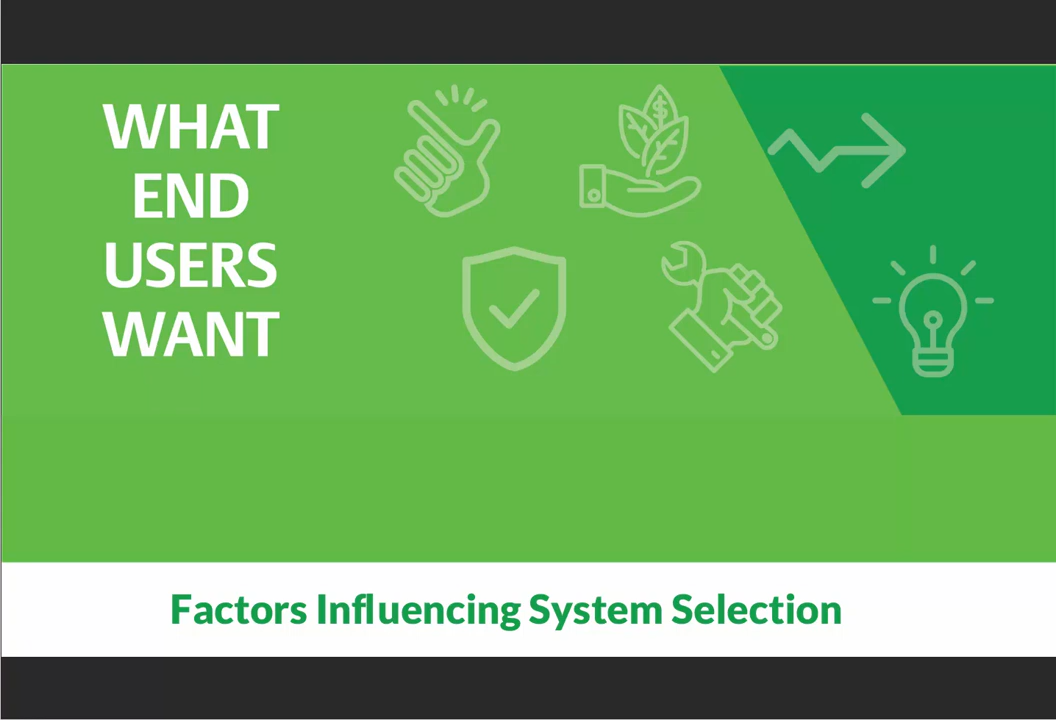 WHAT
END
USERS
WANT
$
Factors Influencing System Selection